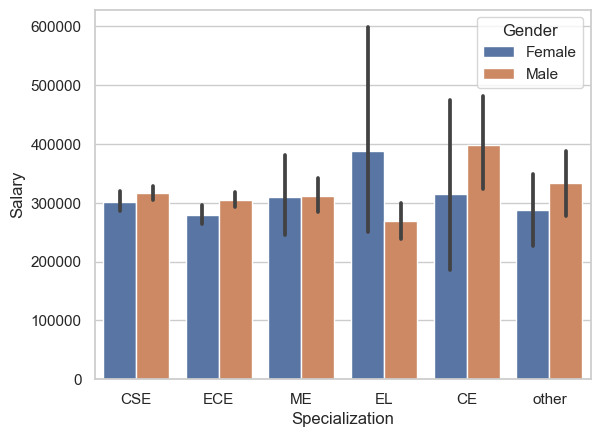 Gender
Female
Male
600000
500000
400000
300000
200000
100000
0
Salary
CSE ECE ME EL CE other
Specialization